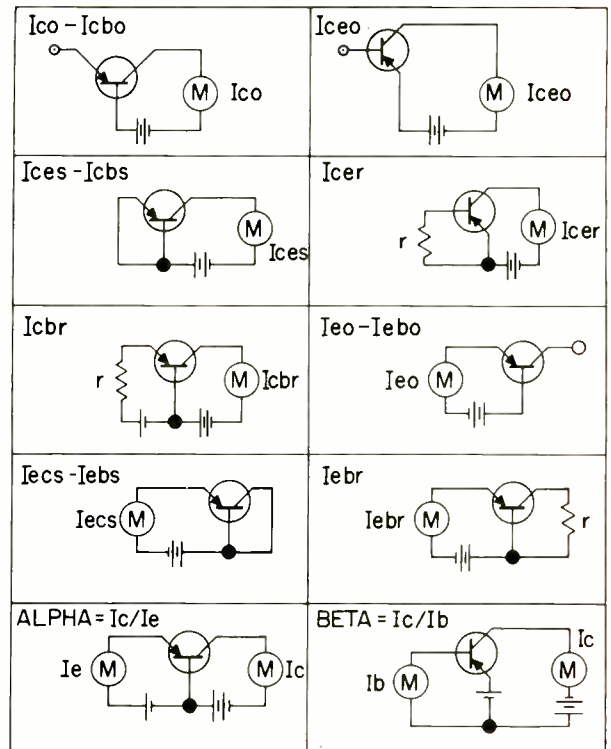 Ico - Icbo
M
Ico
Iceo
M
Iceo
Ices - Icbs
M
Ices
Icer
r
M
Icer
Icbr
r
M
Icbr
Ieo - Iebo
Ieo
M
Iecs - Iebs
Iecs
M
Iebr
Iebr
M
r
ALPHA = Ic/Ie
Ie
M
M
Ic
BETA = Ic/Ib
Ib
M
Ic
M